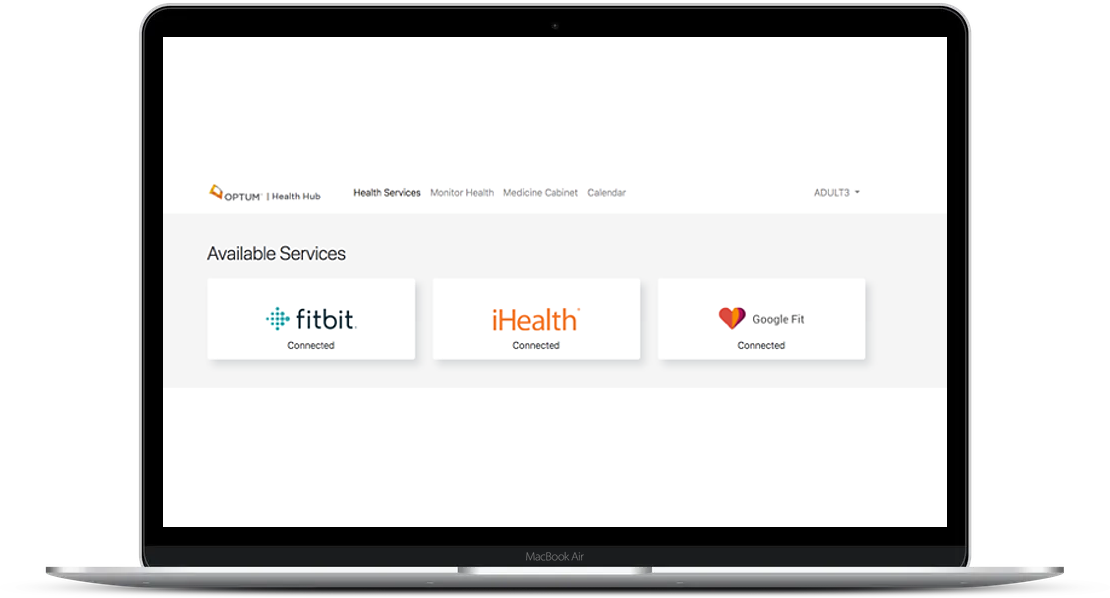 OPTUM™ | Health Hub Health Services Monitor Health Medicine Cabinet Calendar ADULT3
Available Services
fitbit. iHealth® Google Fit
Connected Connected Connected
MacBook Air